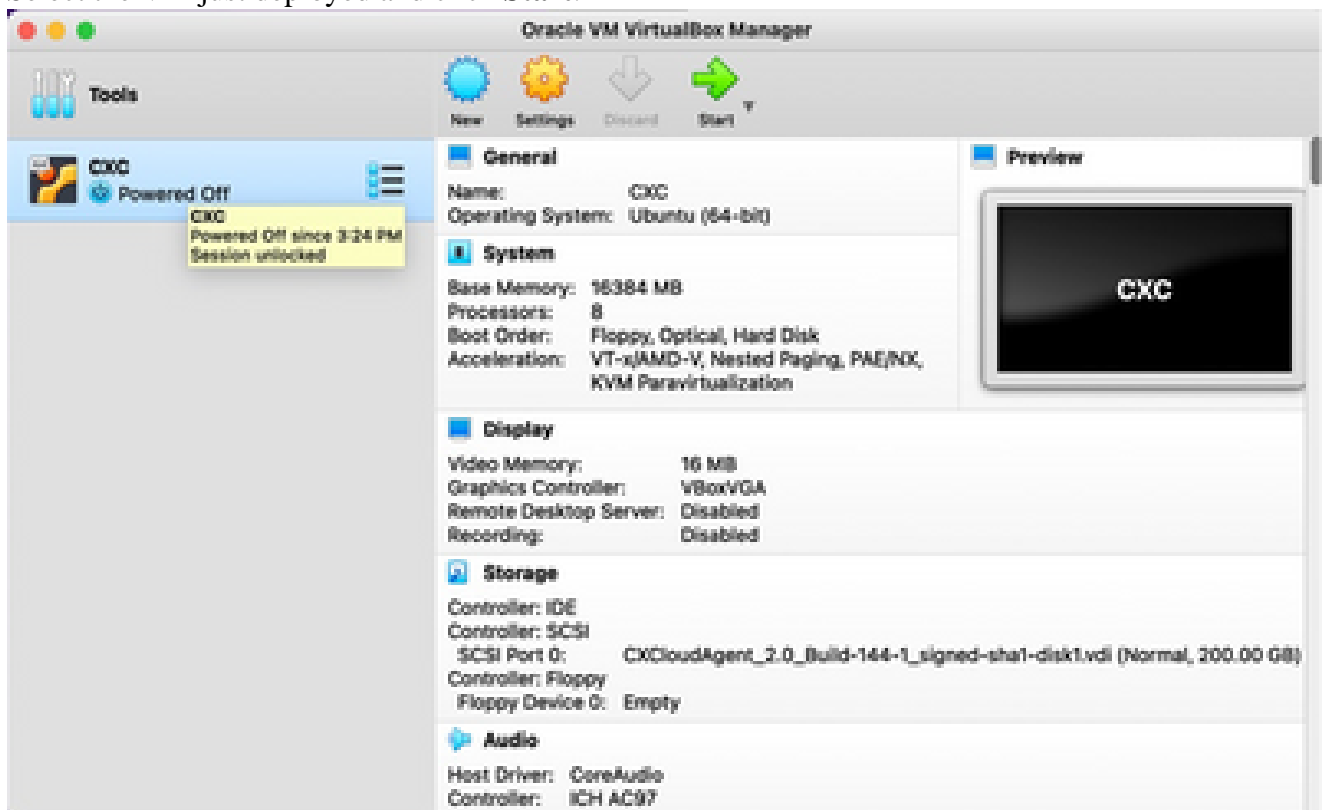 Oracle VM VirtualBox Manager
Tools
New Settings Discard Start
CXC
Powered Off
CXC
Powered Off since 3:24 PM
Session unlocked
General
Name: CXC
Operating System: Ubuntu (64-bit)
System
Base Memory: 16384 MB
Processors: 8
Boot Order: Floppy, Optical, Hard Disk
Acceleration: VT-x/AMD-V, Nested Paging, PAE/NX,
KVM Paravirtualization
Preview
CXC
Display
Video Memory: 16 MB
Graphics Controller: VBoxVGA
Remote Desktop Server: Disabled
Recording: Disabled
Storage
Controller: IDE
Controller: SCSI
SCSI Port 0: CXCloudAgent_2.0_Build-144-1_signed-sha1-disk1.vdi (Normal, 200.00 GB)
Controller: Floppy
Floppy Device 0: Empty
Audio
Host Driver: CoreAudio
Controller: ICH AC97